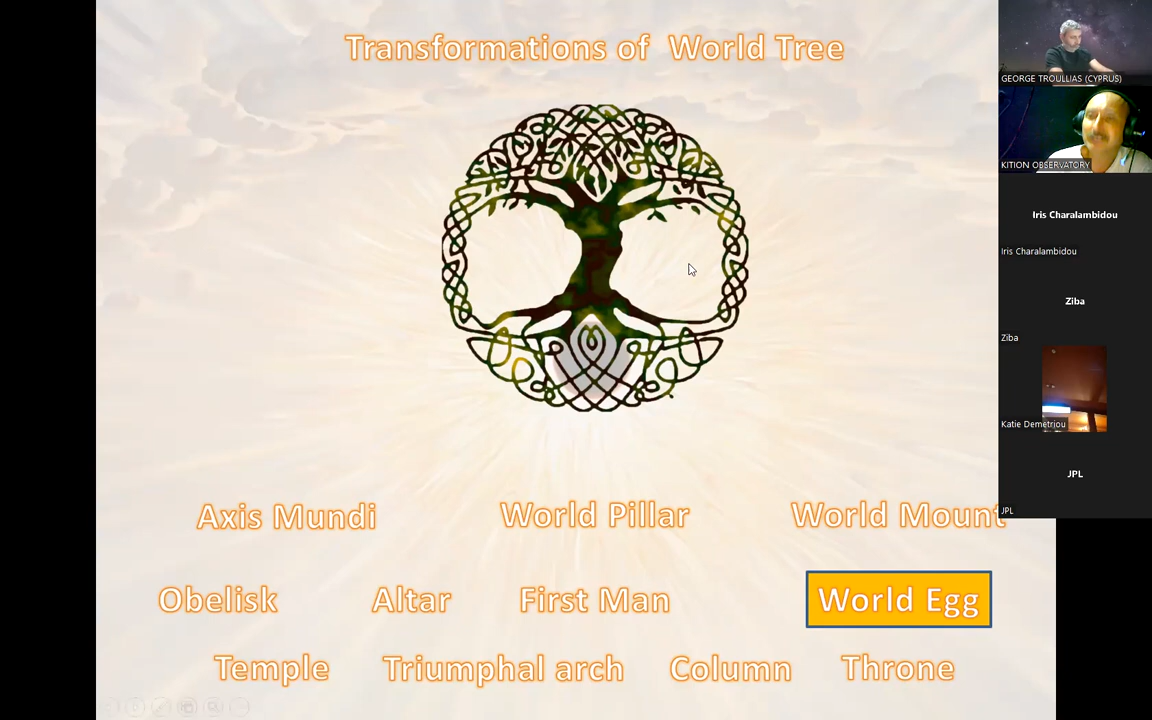 Transformations of World Tree
Axis Mundi World Pillar World Mount
Obelisk Altar First Man World Egg
Temple Triumphal arch Column Throne
GEORGE TROULLIAS (CYPRUS)
KITION OBSERVATORY
Iris Charalambidou
Iris Charalambidou
Ziba
Ziba
Katie Demetriou
JPL
JPL